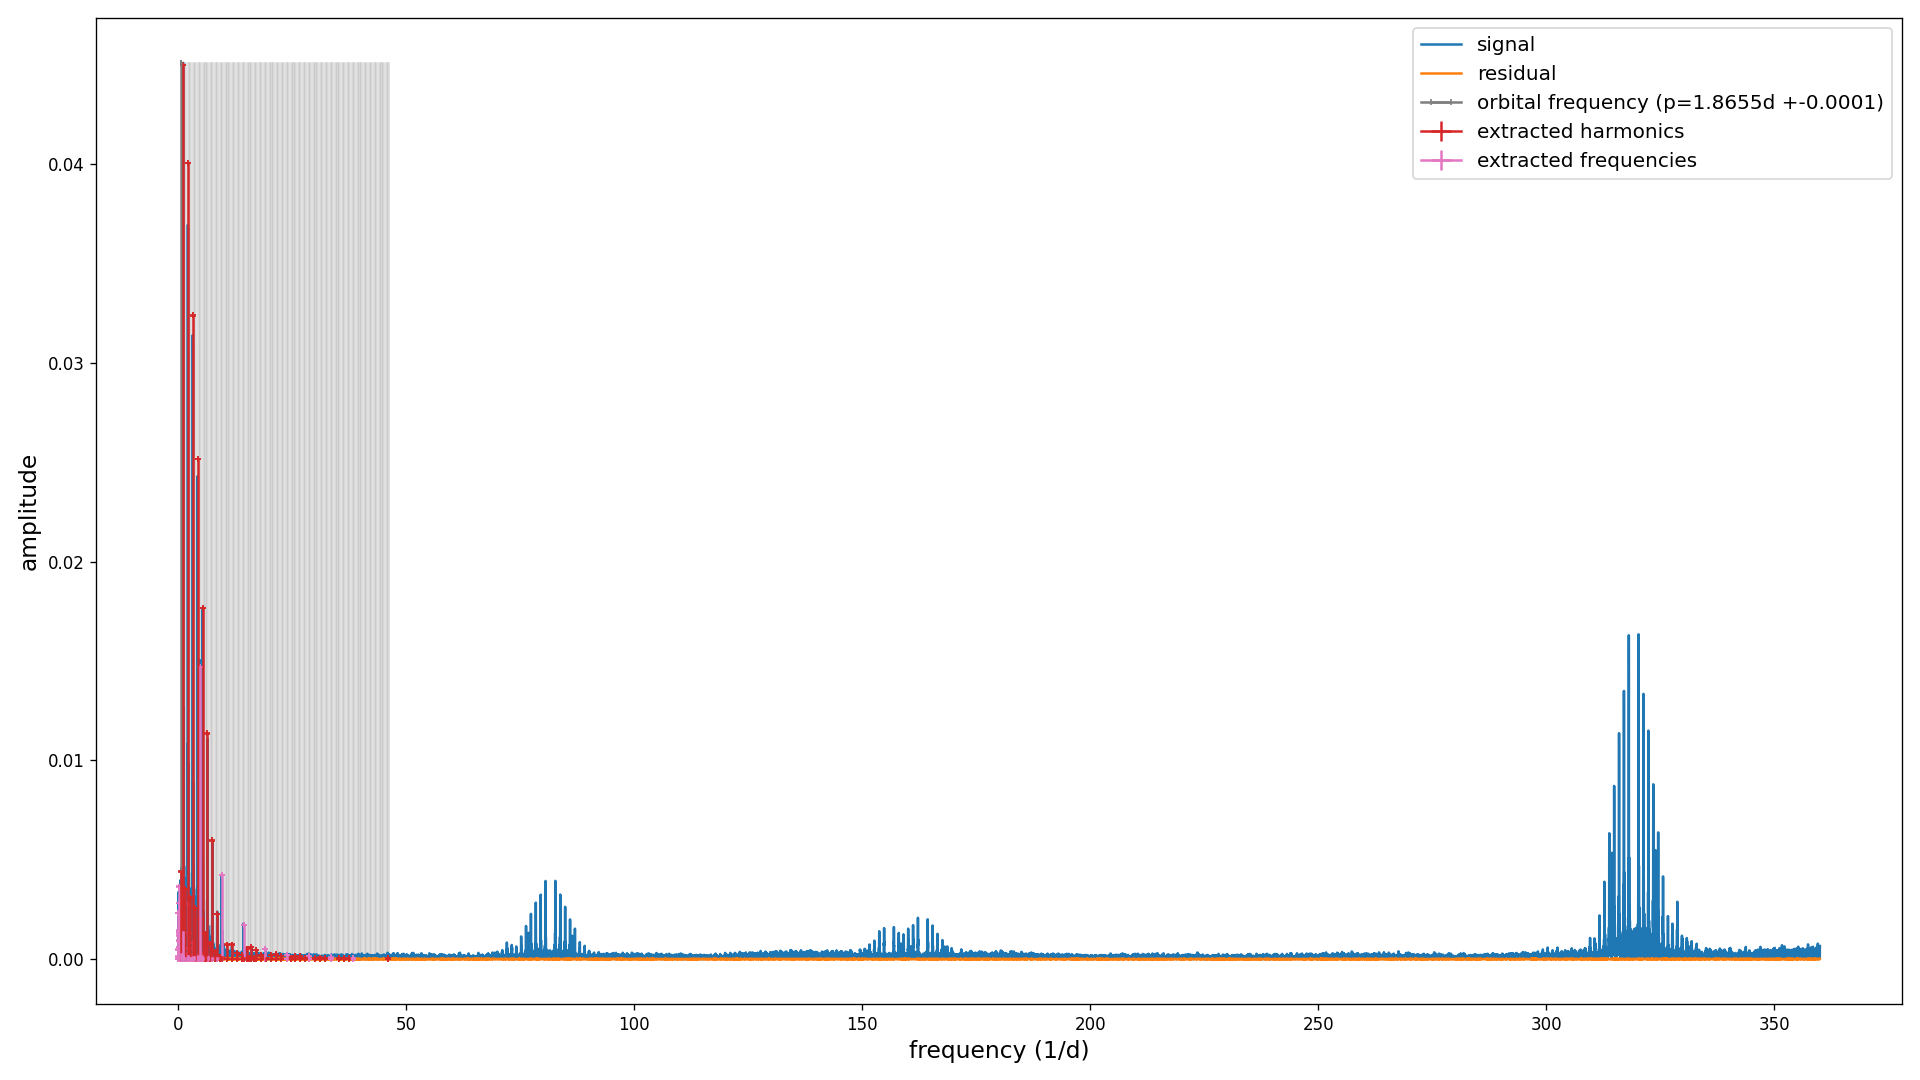 signal
residual
orbital frequency (p=1.8655d +-0.0001)
extracted harmonics
extracted frequencies
amplitude
0.04
0.03
0.02
0.01
0.00
0 50 100 150 200 250 300 350
frequency (1/d)